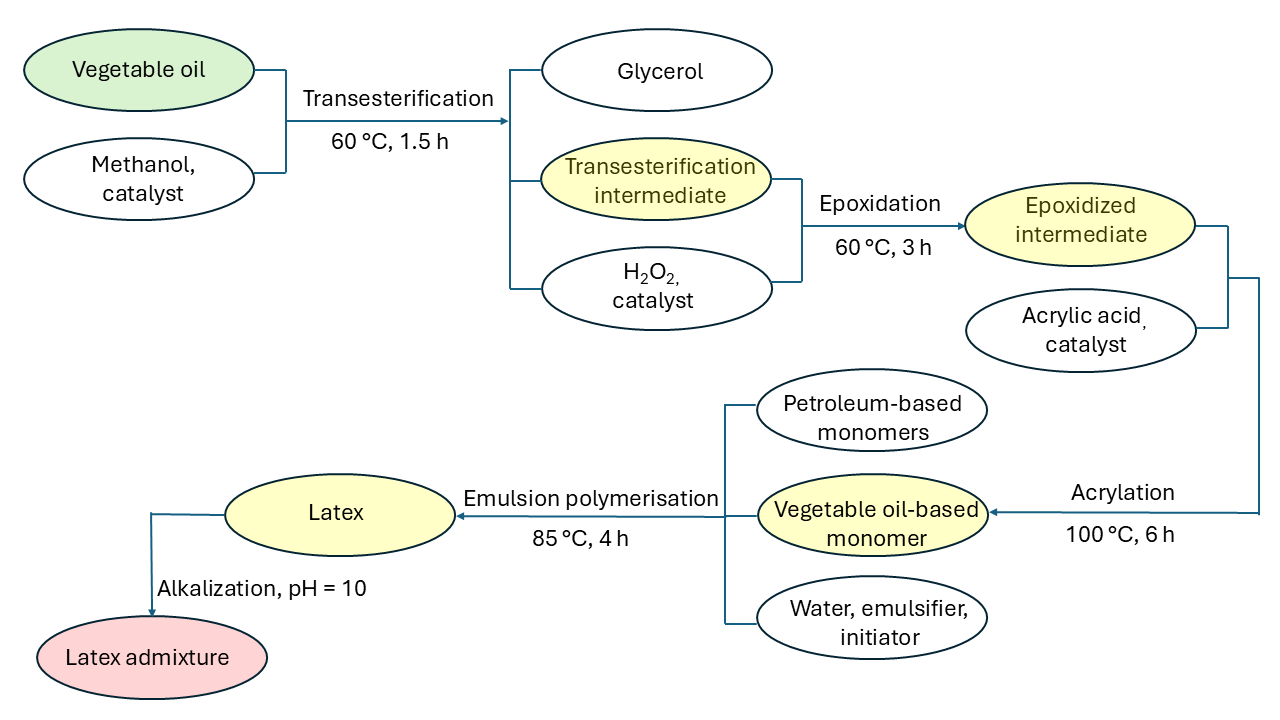 Vegetable oil
Methanol,
catalyst
Transesterification
60 °C, 1.5 h
Glycerol
Transesterification
intermediate
H₂O₂,
catalyst
Epoxidation
60 °C, 3 h
Epoxidized
intermediate
Acrylic acid,
catalyst
Acrylation
100 °C, 6 h
Petroleum-based
monomers
Vegetable oil-based
monomer
Water, emulsifier,
initiator
Emulsion polymerisation
85 °C, 4 h
Latex
Alkalization, pH = 10
Latex admixture